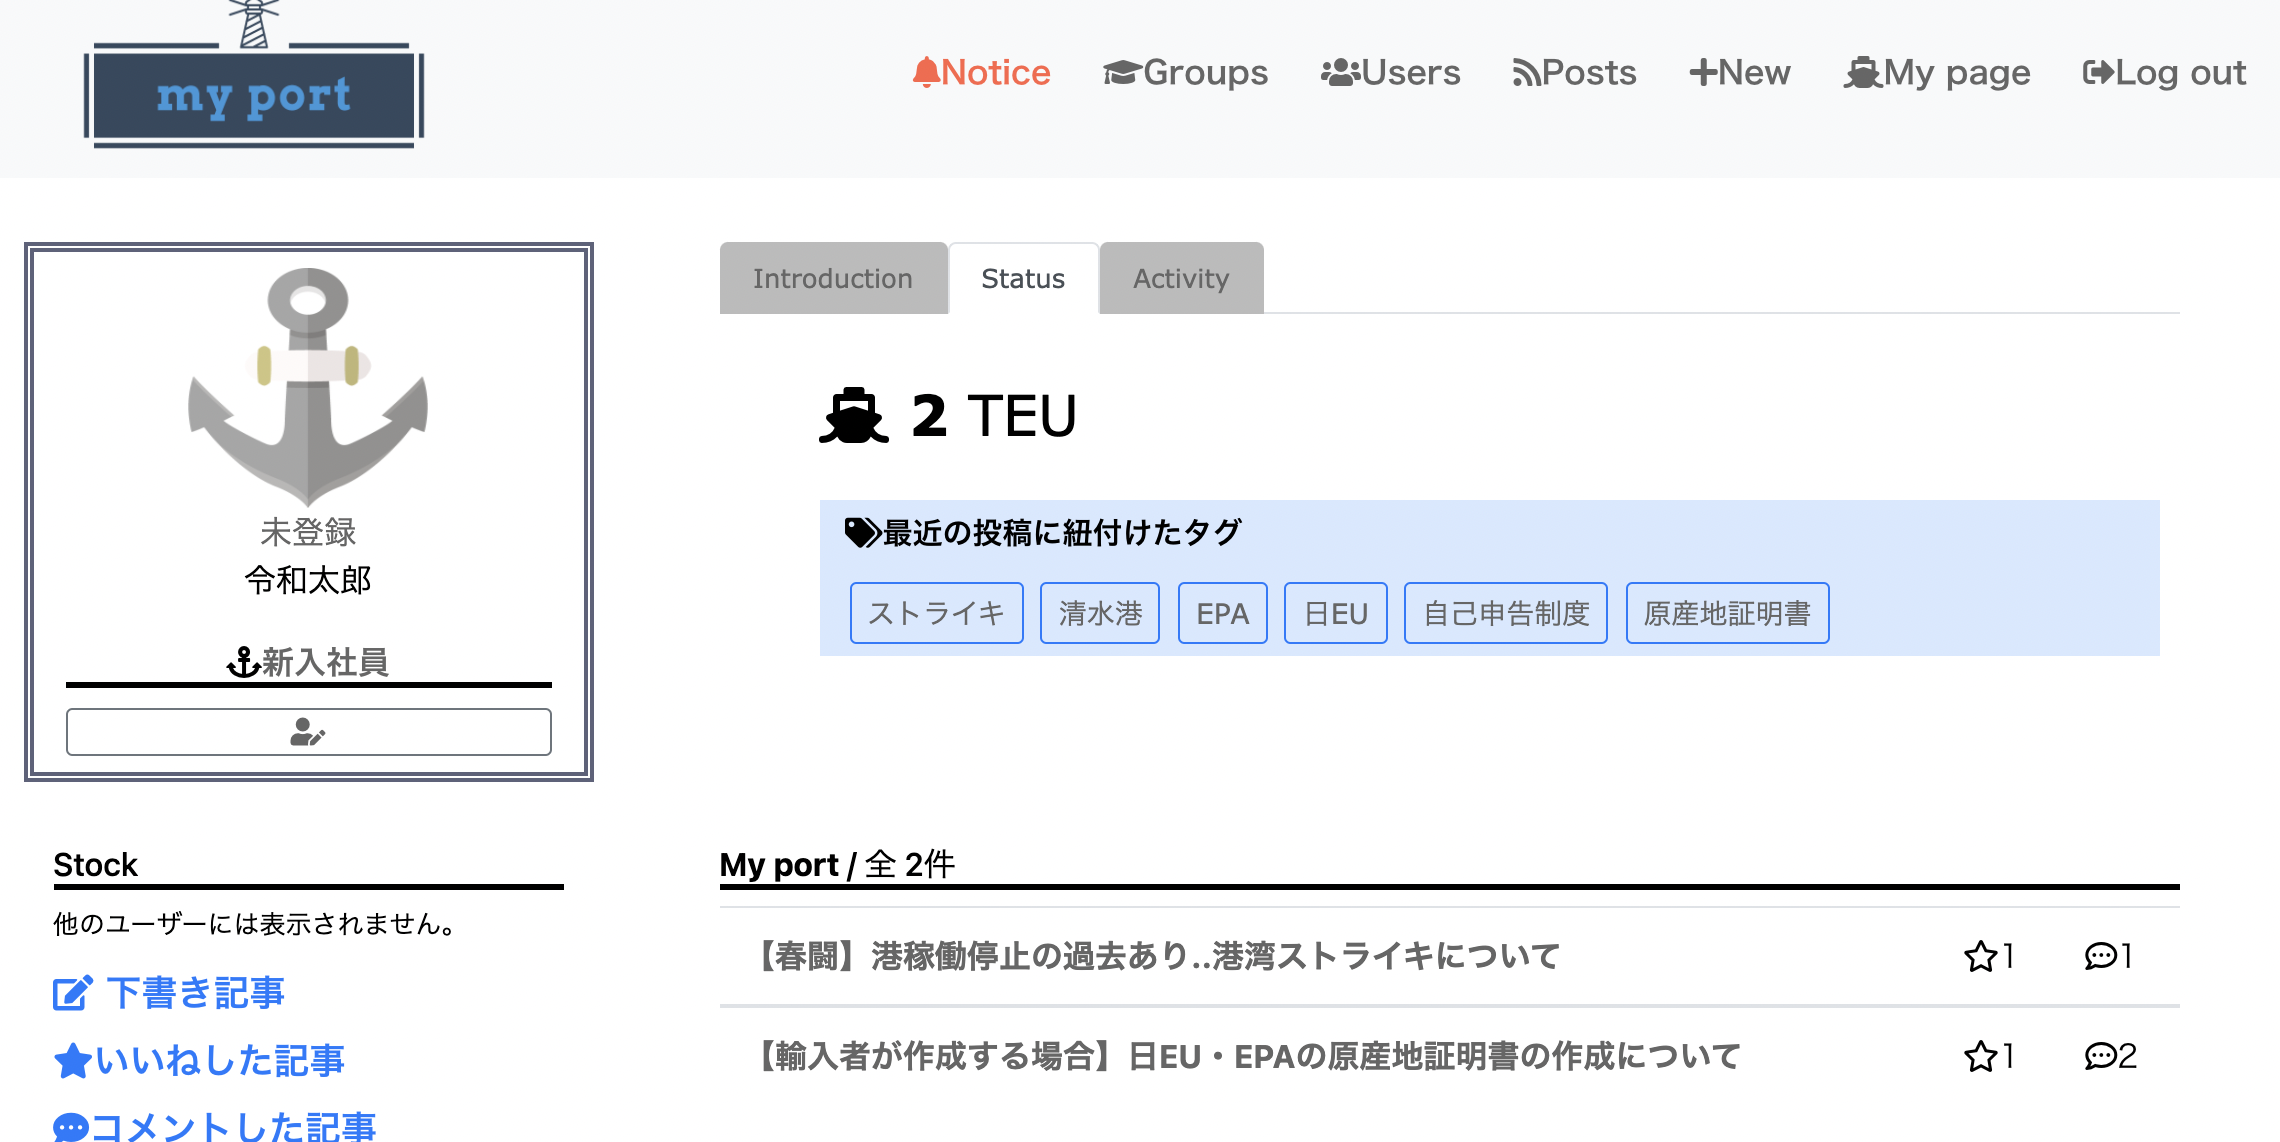 my port
Notice Groups Users Posts New My page Log out
Introduction Status Activity
2 TEU
最近の投稿に紐付けたタグ
ストライキ 清水港 EPA 日EU 自己申告制度 原産地証明書
未登録
令和太郎
新入社員
Stock
他のユーザーには表示されません。
下書き記事
いいねした記事
コメントした記事
My port / 全 2件
【春闘】港稼働停止の過去あり..港湾ストライキについて 1 1
【輸入者が作成する場合】日EU・EPAの原産地証明書の作成について 1 2